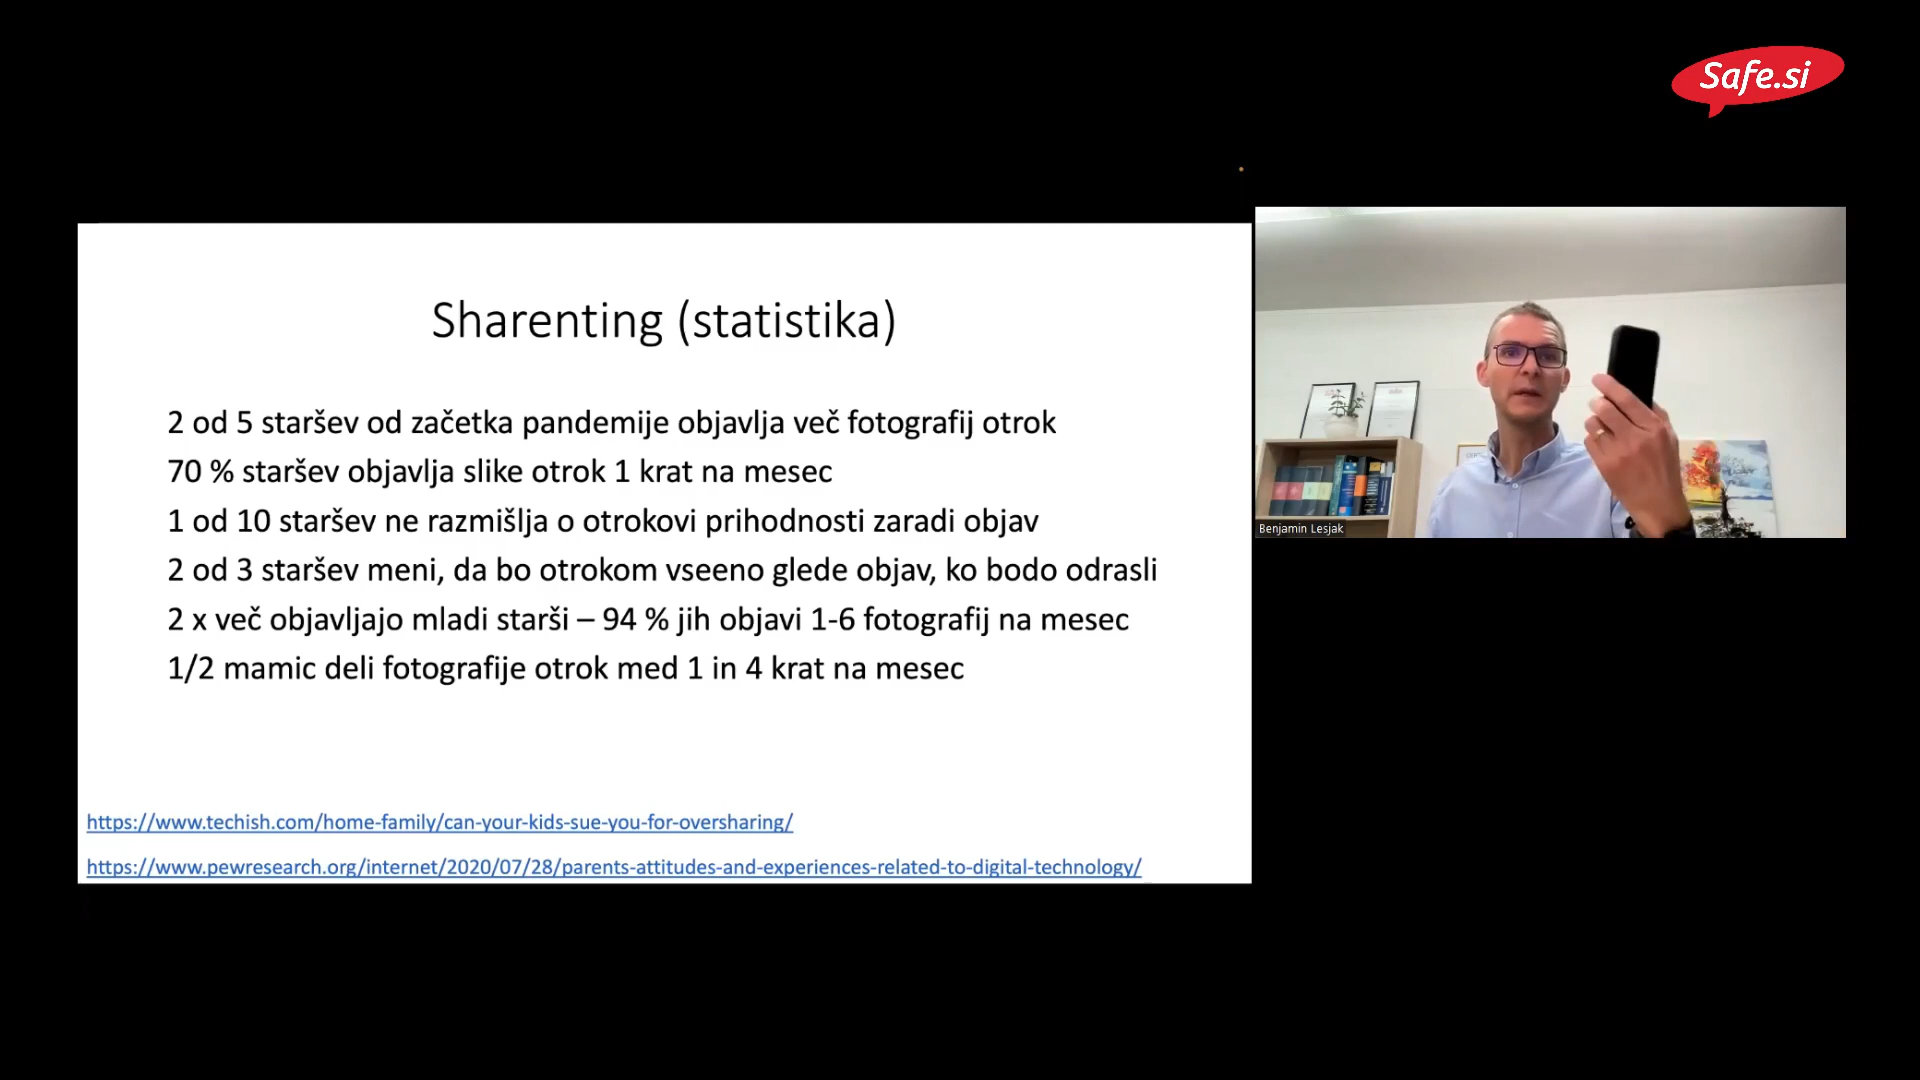 Safe.si
Sharenting (statistika)
2 od 5 staršev od začetka pandemije objavlja več fotografij otrok
70 % staršev objavlja slike otrok 1 krat na mesec
1 od 10 staršev ne razmišlja o otrokovi prihodnosti zaradi objav
2 od 3 staršev meni, da bo otrokom vseeno glede objav, ko bodo odrasli
2 x več objavljajo mladi starši – 94 % jih objavi 1-6 fotografij na mesec
1/2 mamic deli fotografije otrok med 1 in 4 krat na mesec
https://www.techish.com/home-family/can-your-kids-sue-you-for-oversharing/
https://www.pewresearch.org/internet/2020/07/28/parents-attitudes-and-experiences-related-to-digital-technology/
Benjamin Lesjak